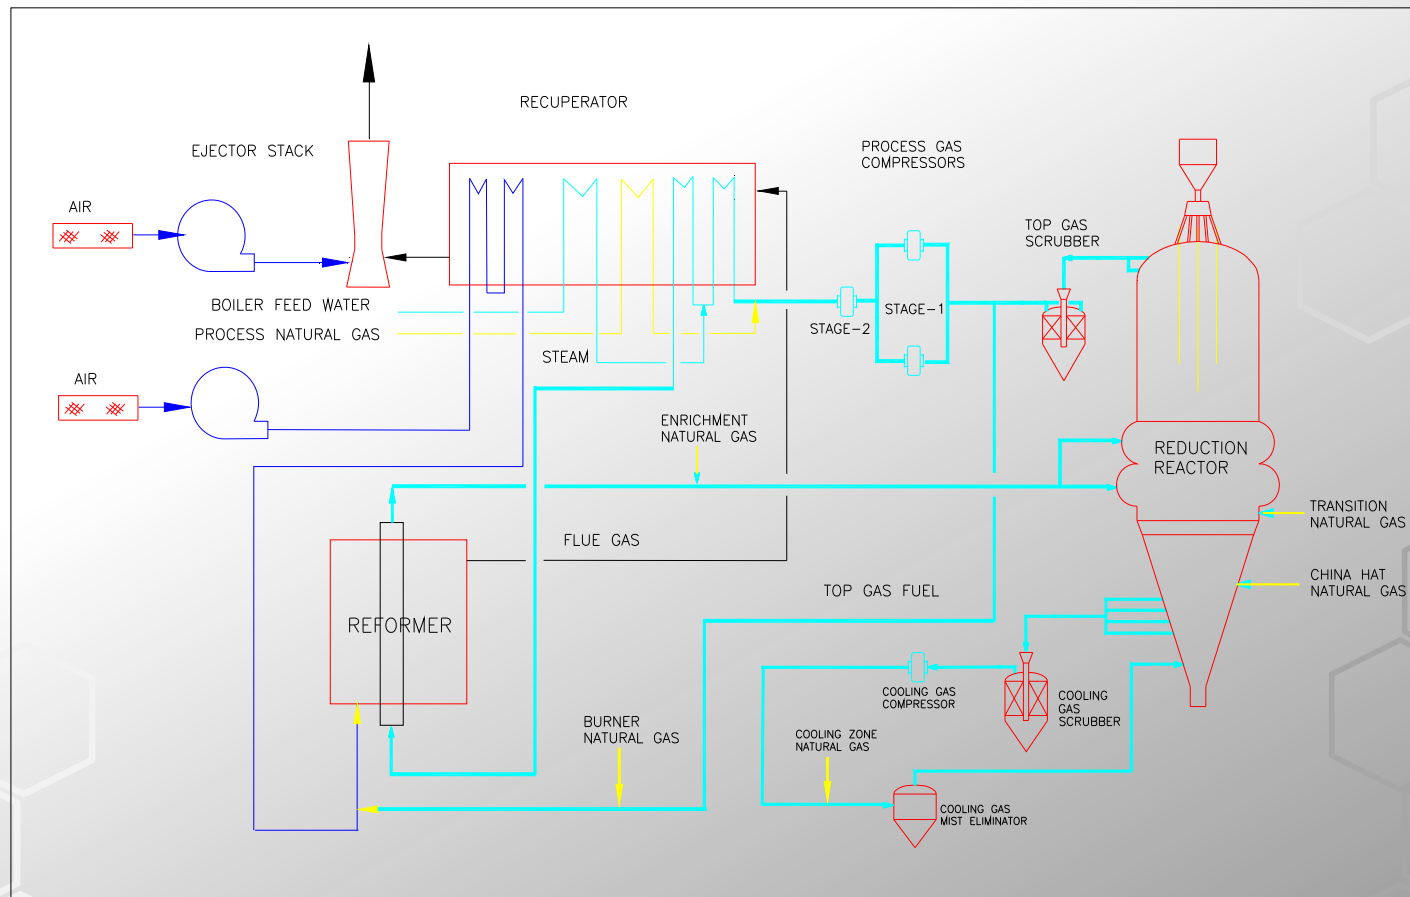 RECUPERATOR
EJECTOR STACK
PROCESS GAS
COMPRESSORS
AIR
TOP GAS
SCRUBBER
BOILER FEED WATER
PROCESS NATURAL GAS
STAGE-1
STAGE-2
STEAM
AIR
ENRICHMENT
NATURAL GAS
REDUCTION
REACTOR
TRANSITION
NATURAL GAS
FLUE GAS
CHINA HAT
NATURAL GAS
TOP GAS FUEL
REFORMER
COOLING GAS
COMPRESSOR
COOLING
GAS
SCRUBBER
BURNER
NATURAL GAS
COOLING ZONE
NATURAL GAS
COOLING GAS
MIST ELIMINATOR